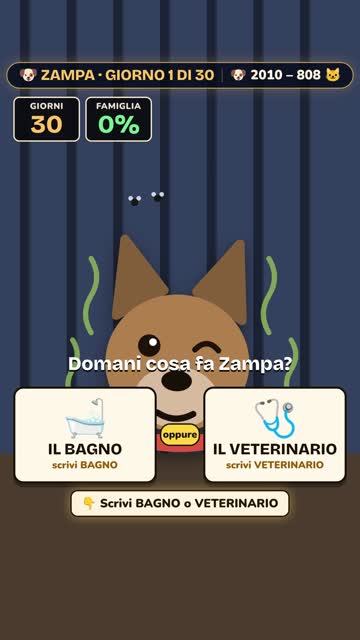 🐶 ZAMPA • GIORNO 1 DI 30 | 🐶 2010 – 808 🐱
GIORNI
30
FAMIGLIA
0%
Domani cosa fa Zampa?
IL BAGNO
scrivi BAGNO
oppure
IL VETERINARIO
scrivi VETERINARIO
👇 Scrivi BAGNO o VETERINARIO